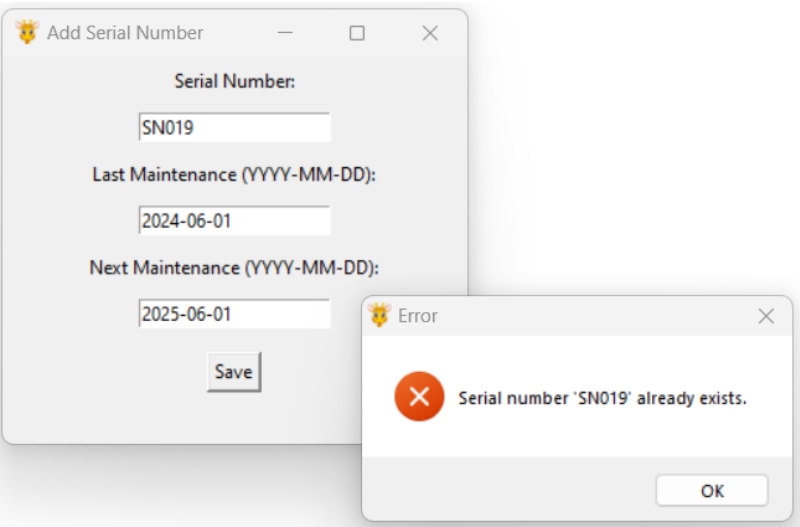 Add Serial Number
Serial Number:
SN019
Last Maintenance (YYYY-MM-DD):
2024-06-01
Next Maintenance (YYYY-MM-DD):
2025-06-01
Save
Error
Serial number 'SN019' already exists.
OK